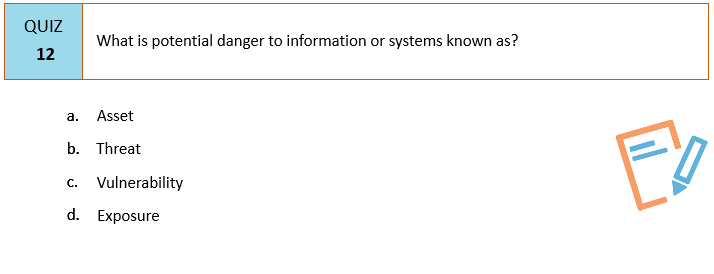 QUIZ
12
What is potential danger to information or systems known as?
a. Asset
b. Threat
c. Vulnerability
d. Exposure